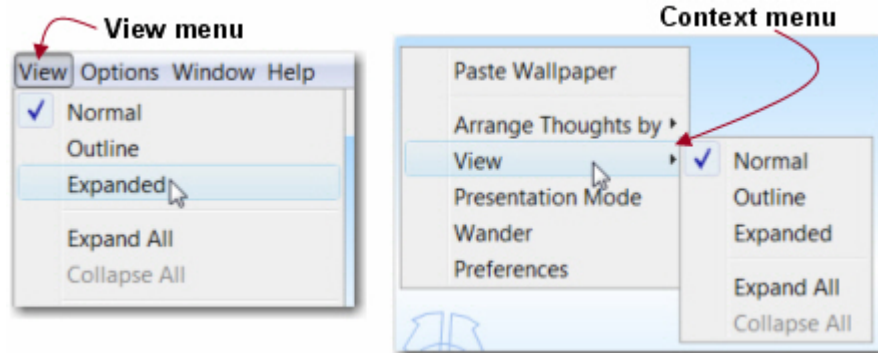 View menu
View Options Window Help
Normal
Outline
Expanded
Expand All
Collapse All
Context menu
Paste Wallpaper
Arrange Thoughts by
View
Presentation Mode
Wander
Preferences
Normal
Outline
Expanded
Expand All
Collapse All